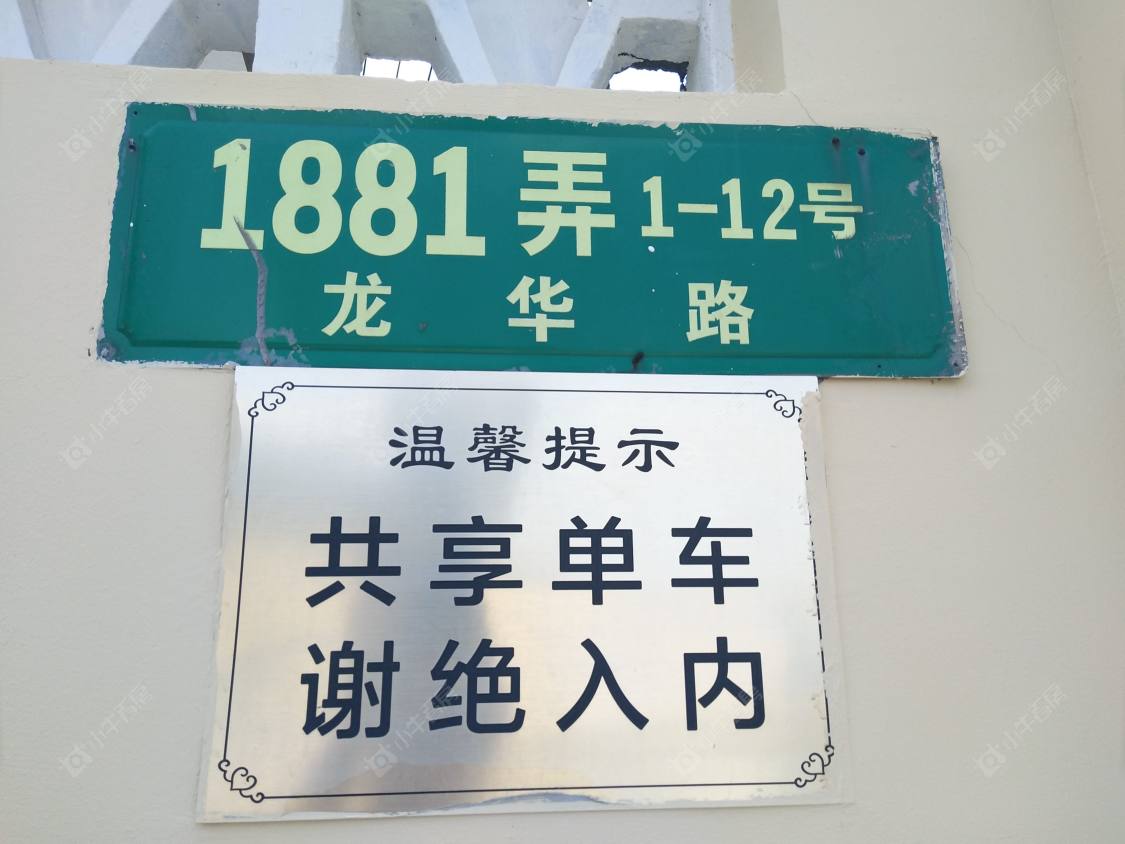 1881弄 1-12号
龙华路
温馨提示
共享单车
谢绝入内